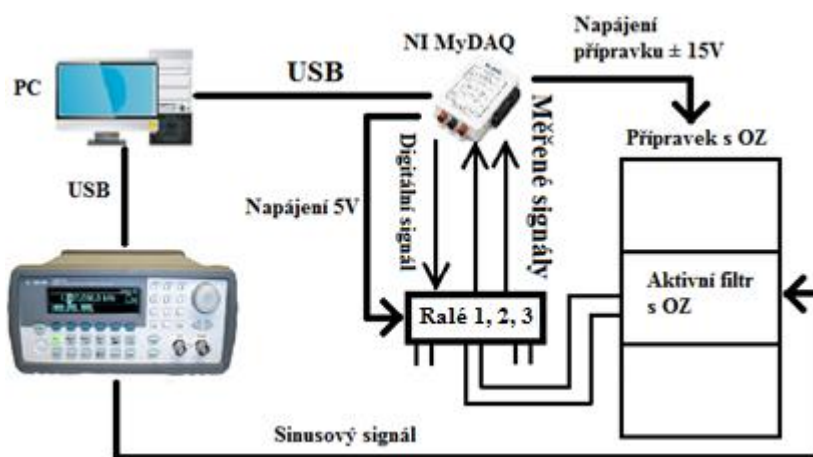 NI MyDAQ
Napájení
přípravku ± 15V
PC
USB
USB
Napájení 5V
Digitální signál
Měřené signály
Přípravek s OZ
Aktivní filtr
s OZ
Ralé 1, 2, 3
Sinusový signál